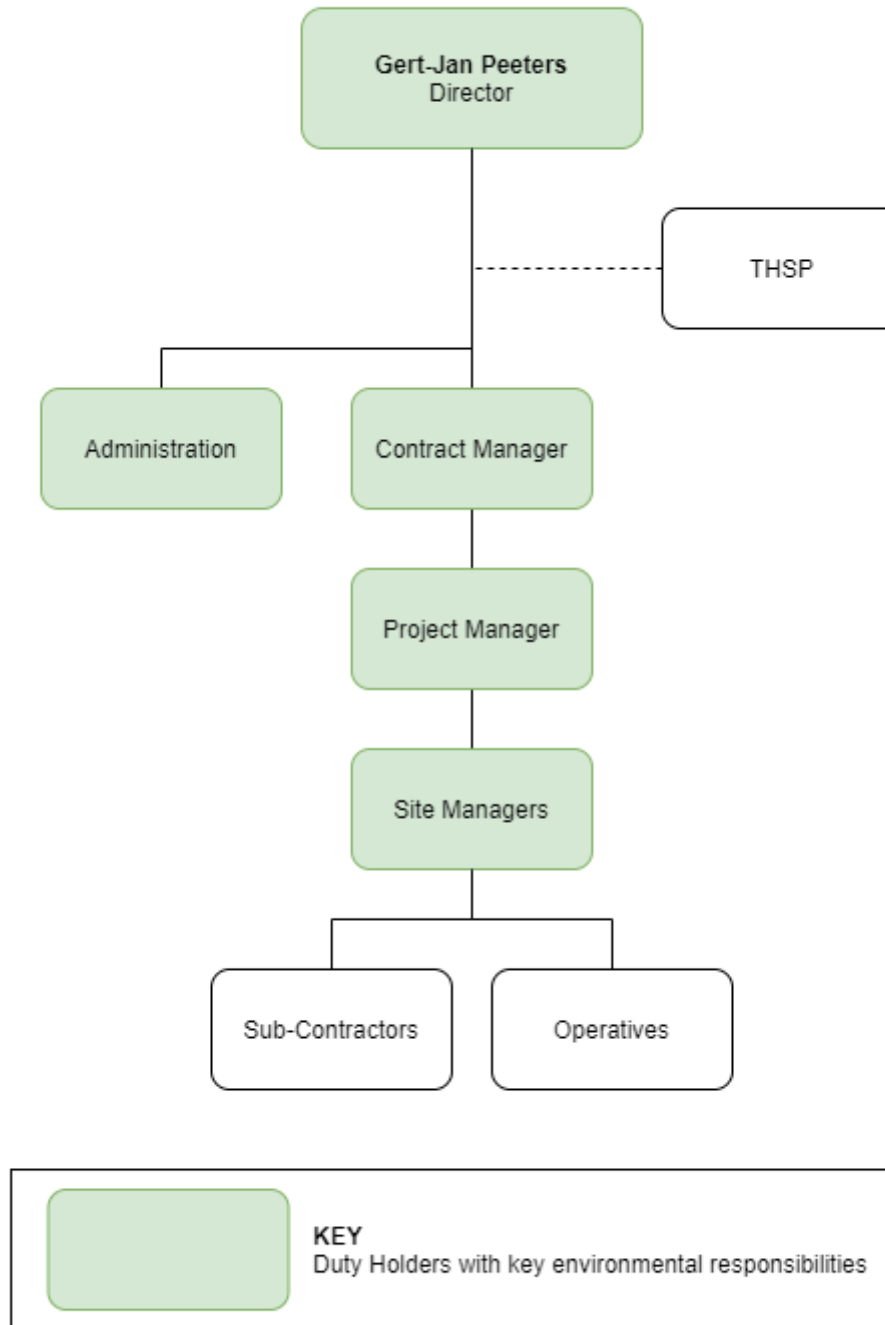 Gert-Jan Peeters
Director
THSP
Administration
Contract Manager
Project Manager
Site Managers
Sub-Contractors
Operatives
KEY
Duty Holders with key environmental responsibilities